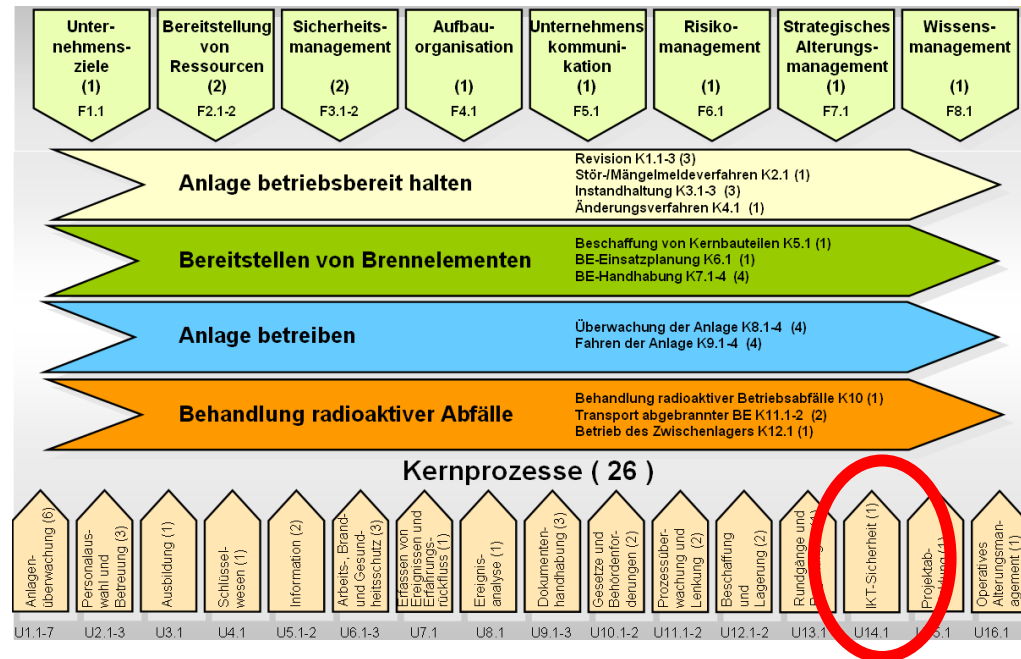 Unter-
nehmens-
ziele
(1)
F1.1
Bereitstellung
von
Ressourcen
(2)
F2.1-2
Sicherheits-
management
(2)
F3.1-2
Aufbau-
organisation
(1)
F4.1
Unternehmens
kommuni-
kation
(1)
F5.1
Risiko-
management
(1)
F6.1
Strategisches
Alterungs-
management
(1)
F7.1
Wissens-
management
(1)
F8.1
Anlage betriebsbereit halten
Revision K1.1-3 (3)
Stör-/Mängelmeldeverfahren K2.1 (1)
Instandhaltung K3.1-3 (3)
Änderungsverfahren K4.1 (1)
Bereitstellen von Brennelementen
Beschaffung von Kernbauteilen K5.1 (1)
BE-Einsatzplanung K6.1 (1)
BE-Handhabung K7.1-4 (4)
Anlage betreiben
Überwachung der Anlage K8.1-4 (4)
Fahren der Anlage K9.1-4 (4)
Behandlung radioaktiver Abfälle
Behandlung radioaktiver Betriebsabfälle K10 (1)
Transport abgebrannter BE K11.1-2 (2)
Betrieb des Zwischenlagers K12.1 (1)
Kernprozesse ( 26 )
Anlagen-
überwachung (6)
U1.1-7
Personalaus-
wahl und
Betreuung (3)
U2.1-3
Ausbildung (1)
U3.1
Schlüssel-
wesen (1)
U4.1
Information (2)
U5.1-2
Arbeits-, Brand-
und Gesund-
heitsschutz (3)
U6.1-3
Erfassen von
Ereignissen und
Erfahrungs-
rückfluss (1)
U7.1
Ereignis-
analyse (1)
U8.1
Dokumenten-
handhabung (3)
U9.1-3
Gesetze und
Behördenfor-
derungen (2)
U10.1-2
Prozessüber-
wachung und
Lenkung (2)
U11.1-2
Beschaffung
und
Lagerung (2)
U12.1-2
Rundgänge und
U13.1
IKT-Sicherheit (1)
U14.1
Projektab-
(1)
5.1
Operatives
Alterungsman-
agement (1)
U16.1